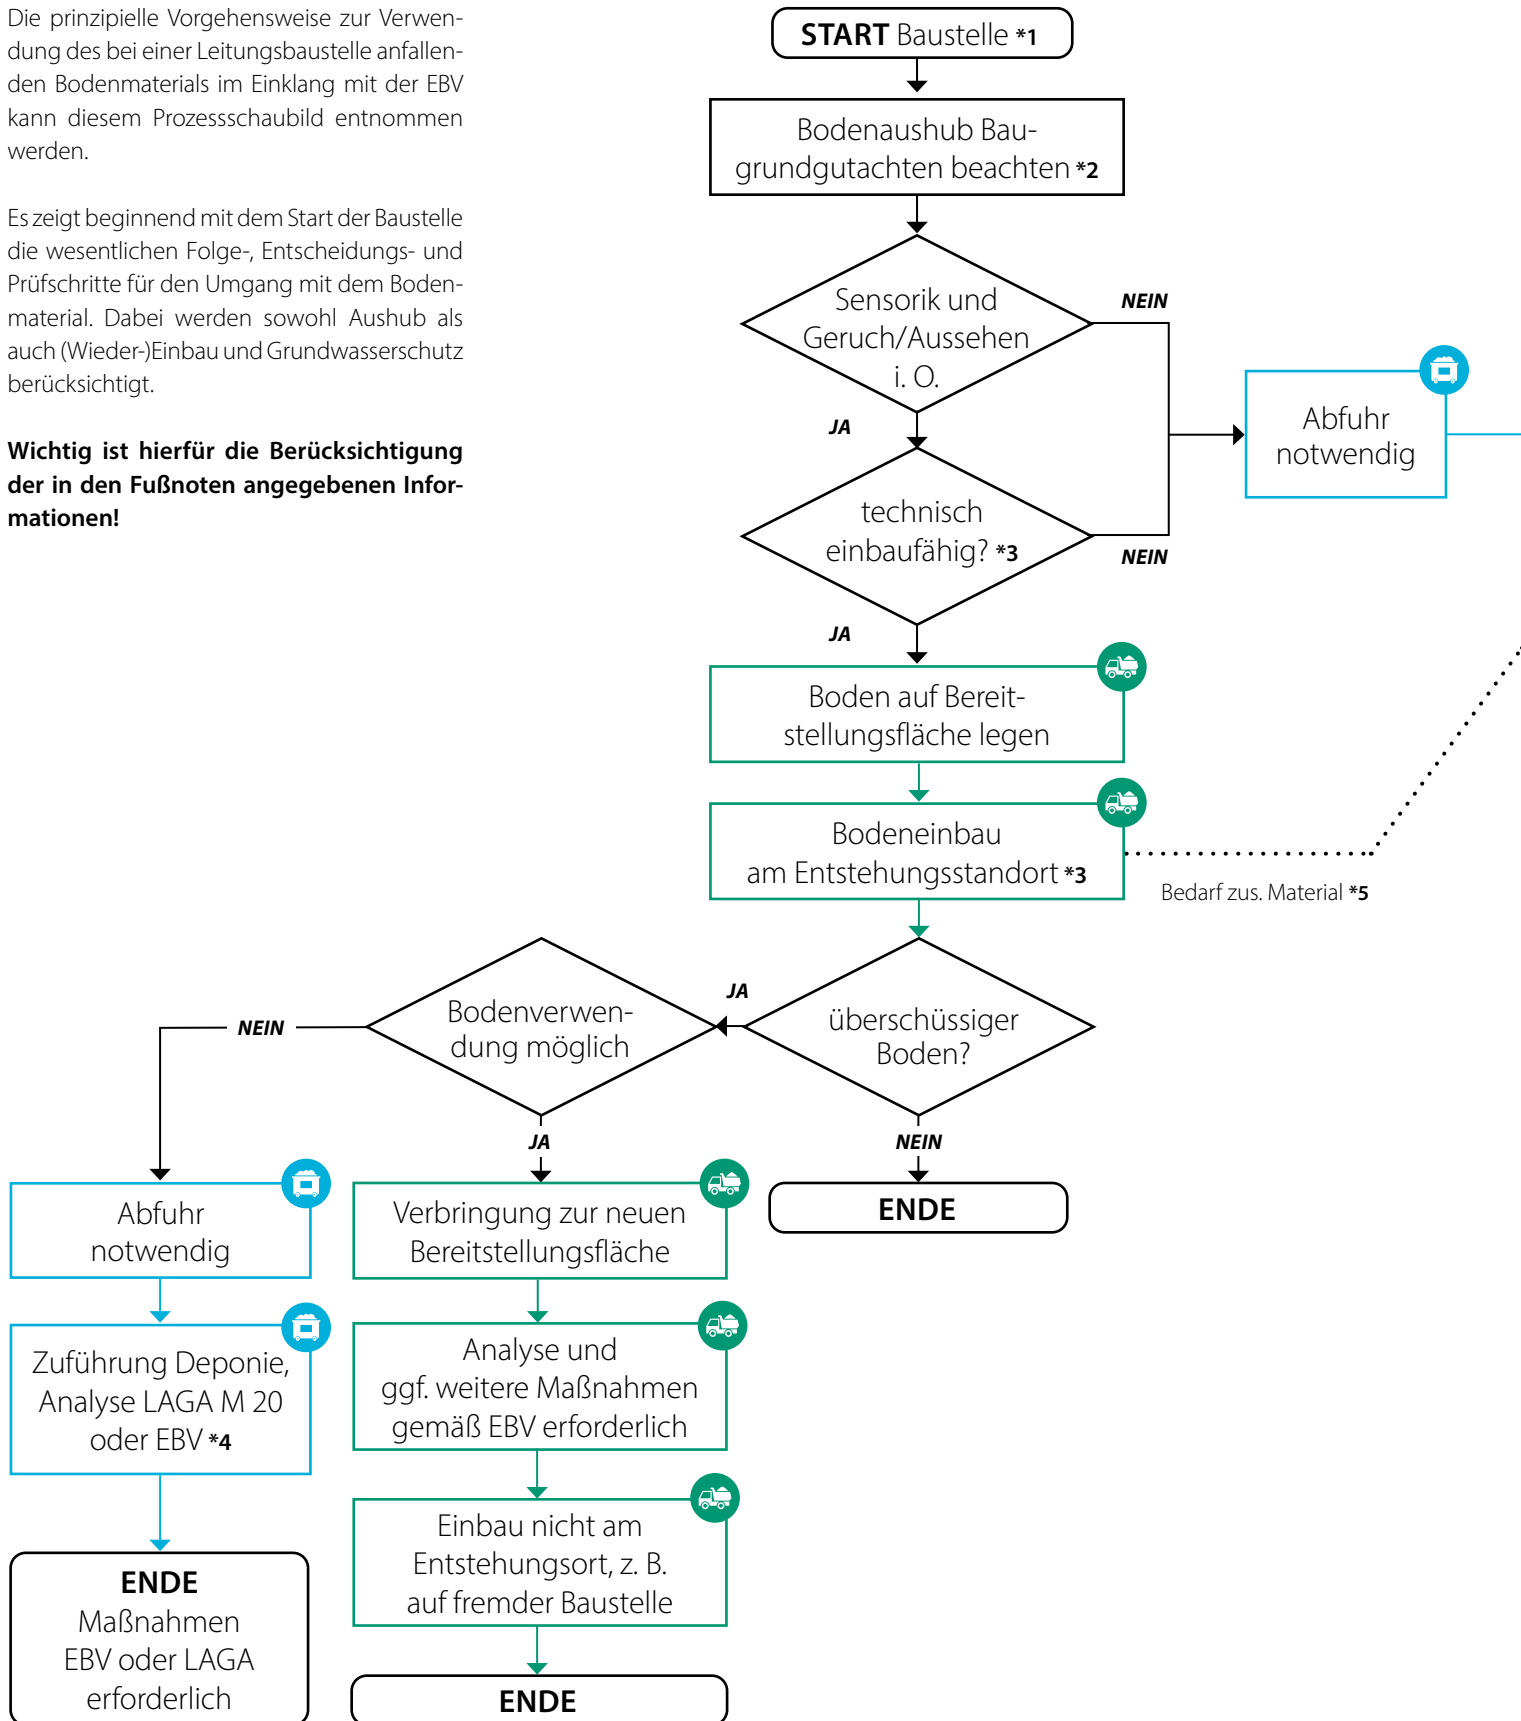 Die prinzipielle Vorgehensweise zur Verwen-
dung des bei einer Leitungsbaustelle anfallen-
den Bodenmaterials im Einklang mit der EBV
kann diesem Prozessschaubild entnommen
werden.
Es zeigt beginnend mit dem Start der Baustelle
die wesentlichen Folge-, Entscheidungs- und
Prüfschritte für den Umgang mit dem Boden-
material. Dabei werden sowohl Aushub als
auch (Wieder-)Einbau und Grundwasserschutz
berücksichtigt.
Wichtig ist hierfür die Berücksichtigung
der in den Fußnoten angegebenen Infor-
mationen!
START Baustelle *1
Bodenaushub Bau-
grundgutachten beachten *2
Sensorik und
Geruch/Aussehen
i. O.
NEIN
JA
Abfuhr
notwendig
technisch
einbaufähig? *3
NEIN
JA
Boden auf Bereit-
stellungsfläche legen
Bodeneinbau
am Entstehungsstandort *3
Bedarf zus. Material *5
überschüssiger
Boden?
JA
Bodenverwen-
dung möglich
NEIN
JA
NEIN
ENDE
Abfuhr
notwendig
Zuführung Deponie,
Analyse LAGA M 20
oder EBV *4
ENDE
Maßnahmen
EBV oder LAGA
erforderlich
Verbringung zur neuen
Bereitstellungsfläche
Analyse und
ggf. weitere Maßnahmen
gemäß EBV erforderlich
Einbau nicht am
Entstehungsort, z. B.
auf fremder Baustelle
ENDE